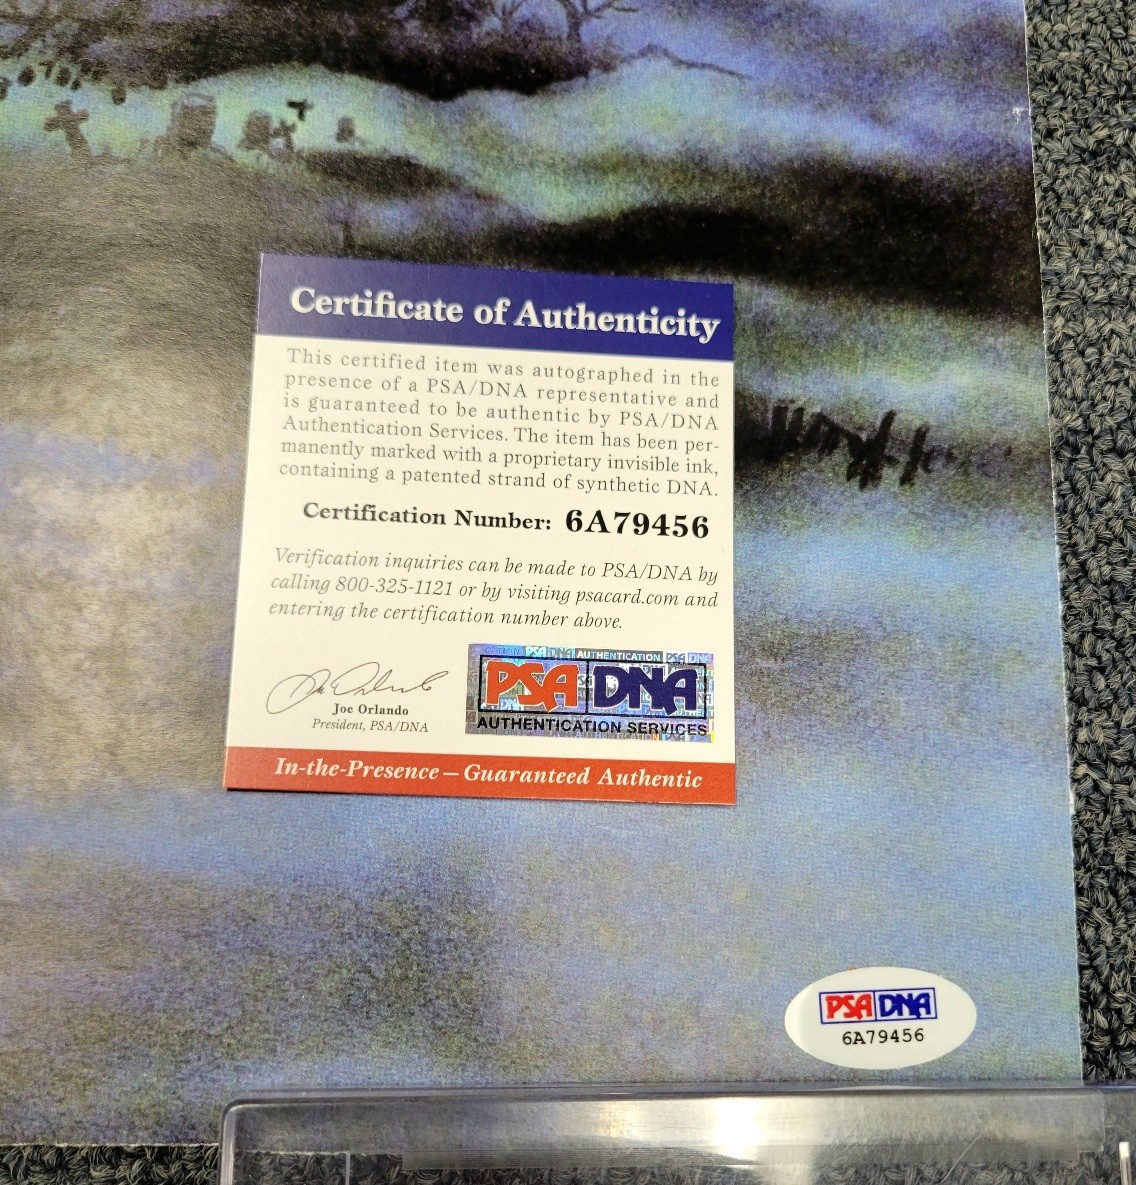 Certificate of Authenticity
This certified item was autographed in the
presence of a PSA/DNA representative and
is guaranteed to be authentic by PSA/DNA
Authentication Services. The item has been per-
manently marked with a proprietary invisible ink,
containing a patented strand of synthetic DNA.
Certification Number: 6A79456
Verification inquiries can be made to PSA/DNA by
calling 800-325-1121 or by visiting psacard.com and
entering the certification number above.
Joe Orlando
President, PSA/DNA
AUTHENTICATION
PSA DNA
AUTHENTICATION SERVICES
In-the-Presence — Guaranteed Authentic
PSA DNA
6A79456